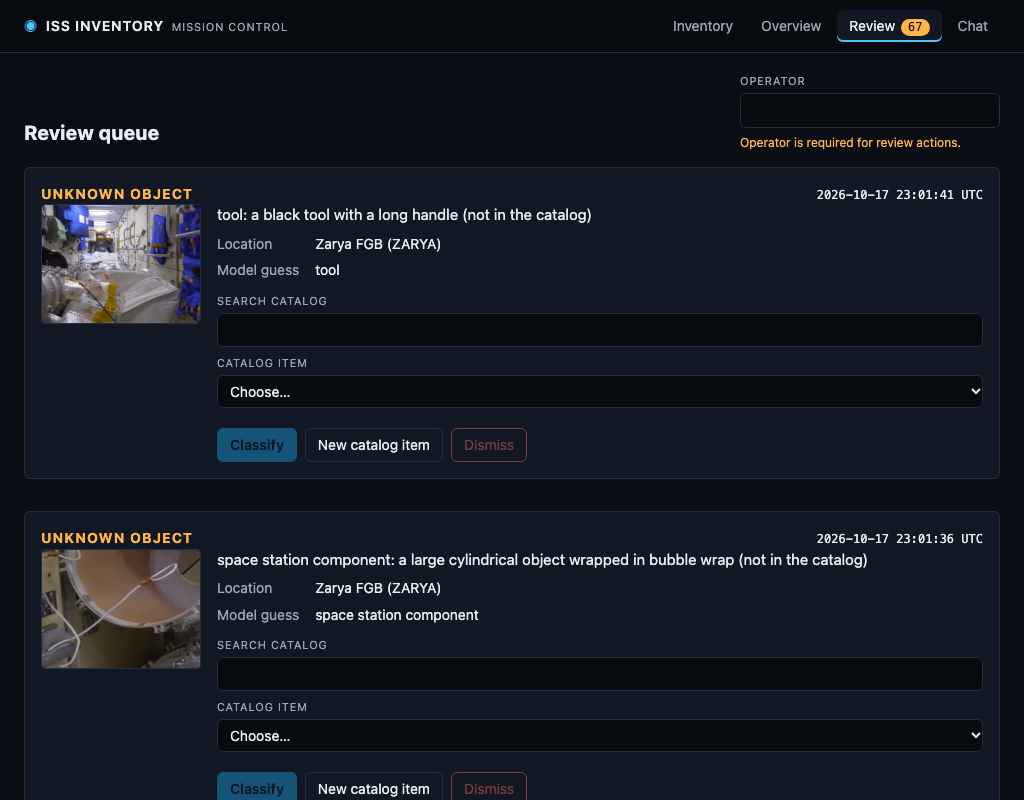 ISS INVENTORY MISSION CONTROL
Inventory Overview Review 67 Chat
OPERATOR
Review queue
Operator is required for review actions.
UNKNOWN OBJECT 2026-10-17 23:01:41 UTC
tool: a black tool with a long handle (not in the catalog)
Location Zarya FGB (ZARYA)
Model guess tool
SEARCH CATALOG
CATALOG ITEM
Choose...
Classify New catalog item Dismiss
UNKNOWN OBJECT 2026-10-17 23:01:36 UTC
space station component: a large cylindrical object wrapped in bubble wrap (not in the catalog)
Location Zarya FGB (ZARYA)
Model guess space station component
SEARCH CATALOG
CATALOG ITEM
Choose...
Classify New catalog item Dismiss